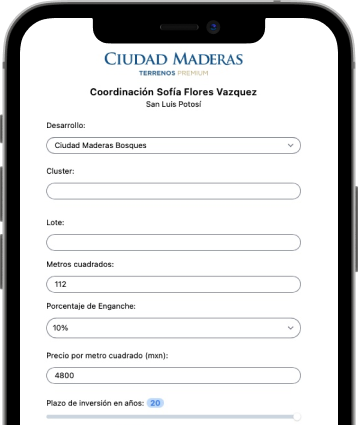 CIUDAD MADERAS
TERRENOS PREMIUM
Coordinación Sofía Flores Vazquez
San Luis Potosí
Desarrollo:
Ciudad Maderas Bosques
Cluster:
Lote:
Metros cuadrados:
112
Porcentaje de Enganche:
10%
Precio por metro cuadrado (mxn):
4800
Plazo de inversión en años: 20